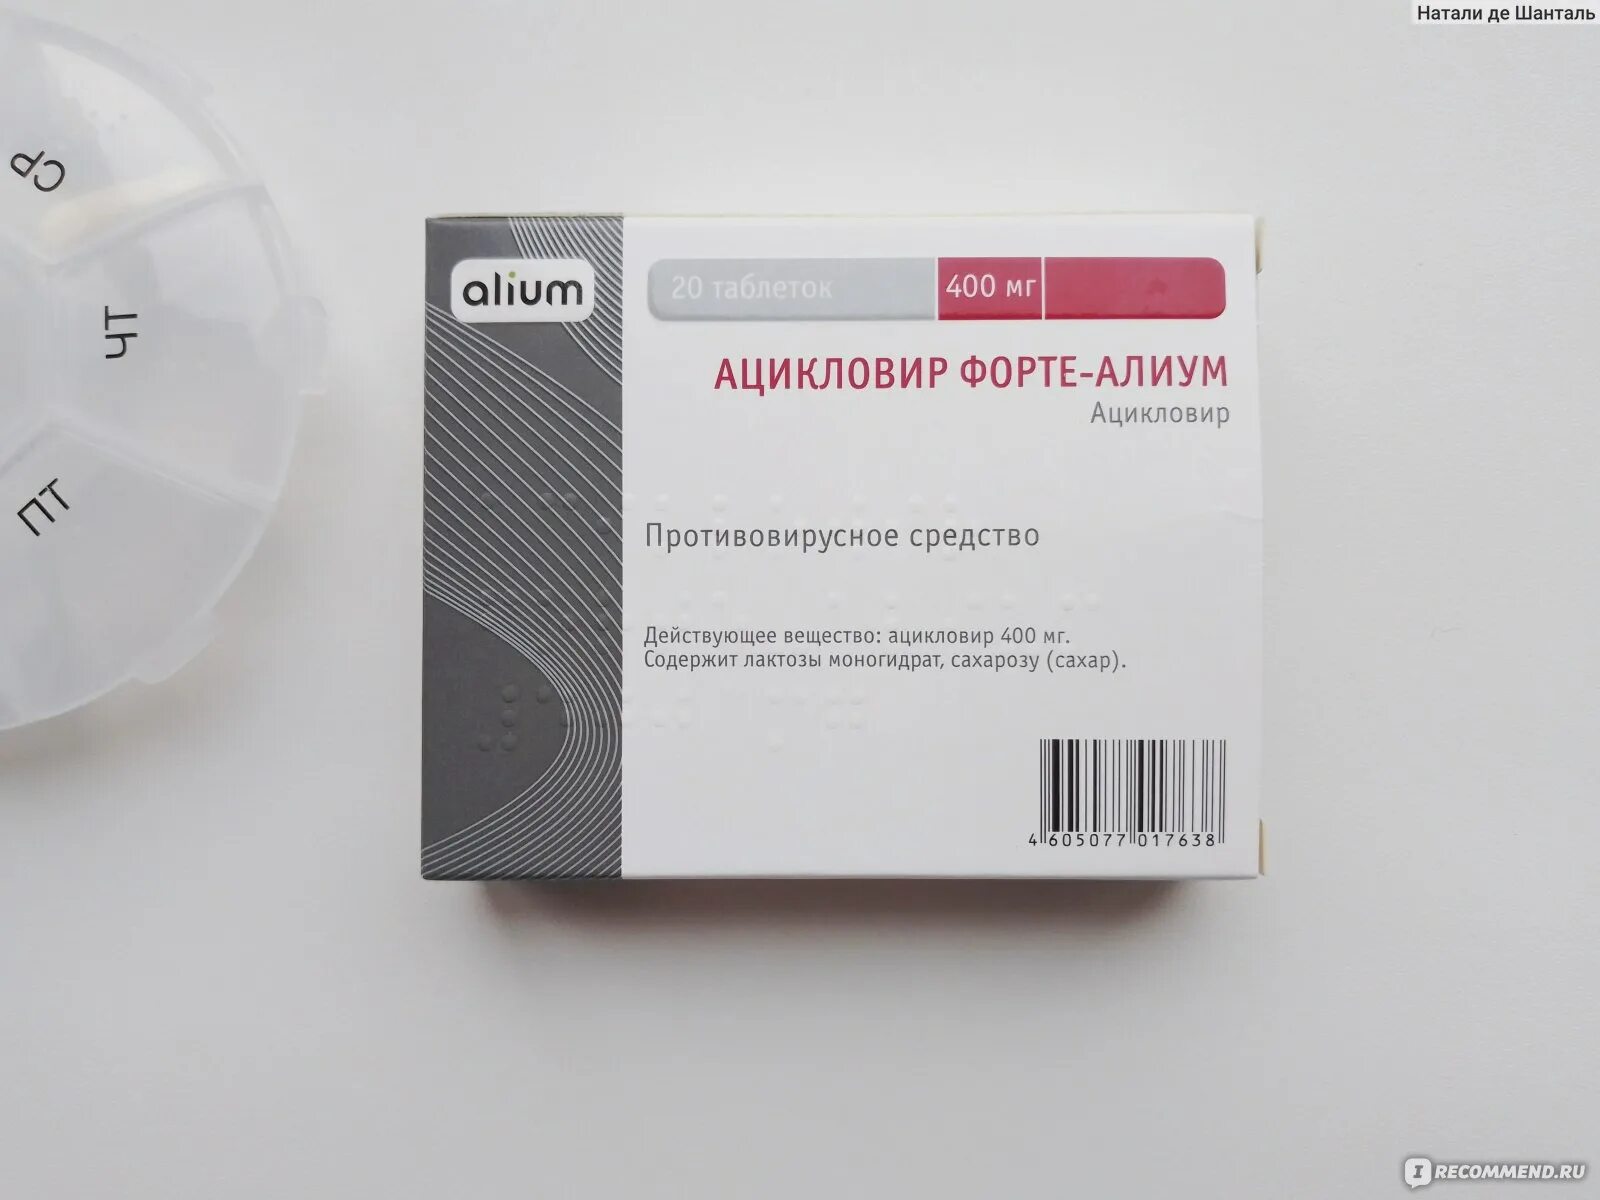 Натали де Шанталь
СР
ЧТ
ПТ
alium
20 таблеток
400 мг
АЦИКЛОВИР ФОРТЕ-АЛИУМ
Ацикловир
Противовирусное средство
Действующее вещество: ацикловир 400 мг.
Содержит лактозы моногидрат, сахарозу (сахар).
4 605077 017638
IRECOMMEND.RU